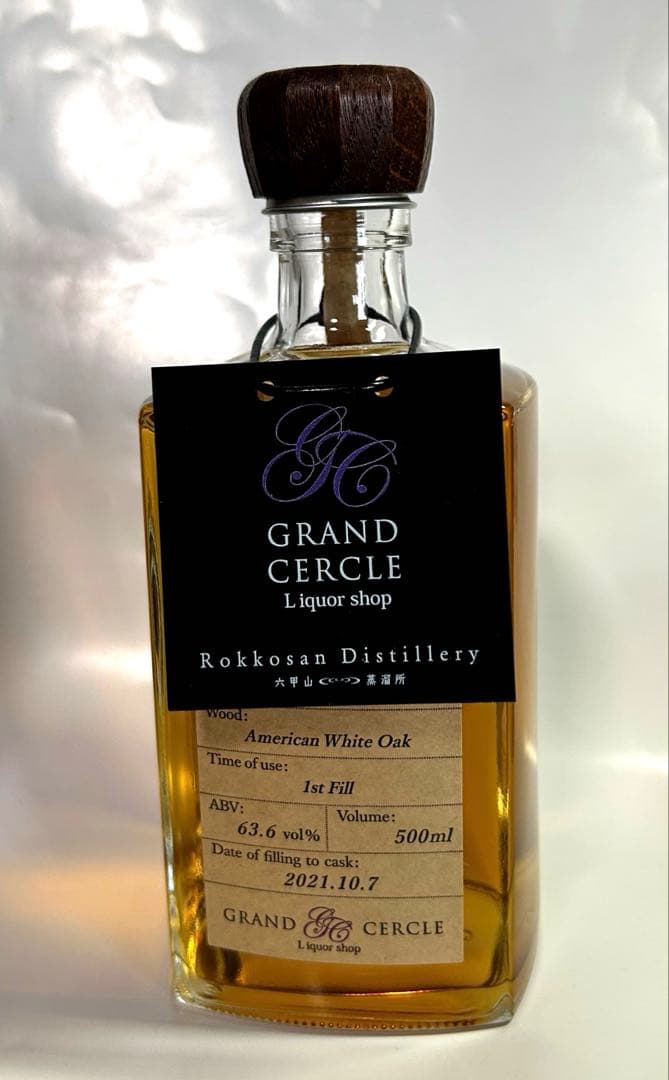 GC
GRAND
CERCLE
Liquor shop
Rokkosan Distillery
六甲山 蒸溜所
Wood:
American White Oak
Time of use:
1st Fill
ABV:
63.6 vol%
Volume:
500ml
Date of filling to cask:
2021.10.7
GRAND GC CERCLE
Liquor shop